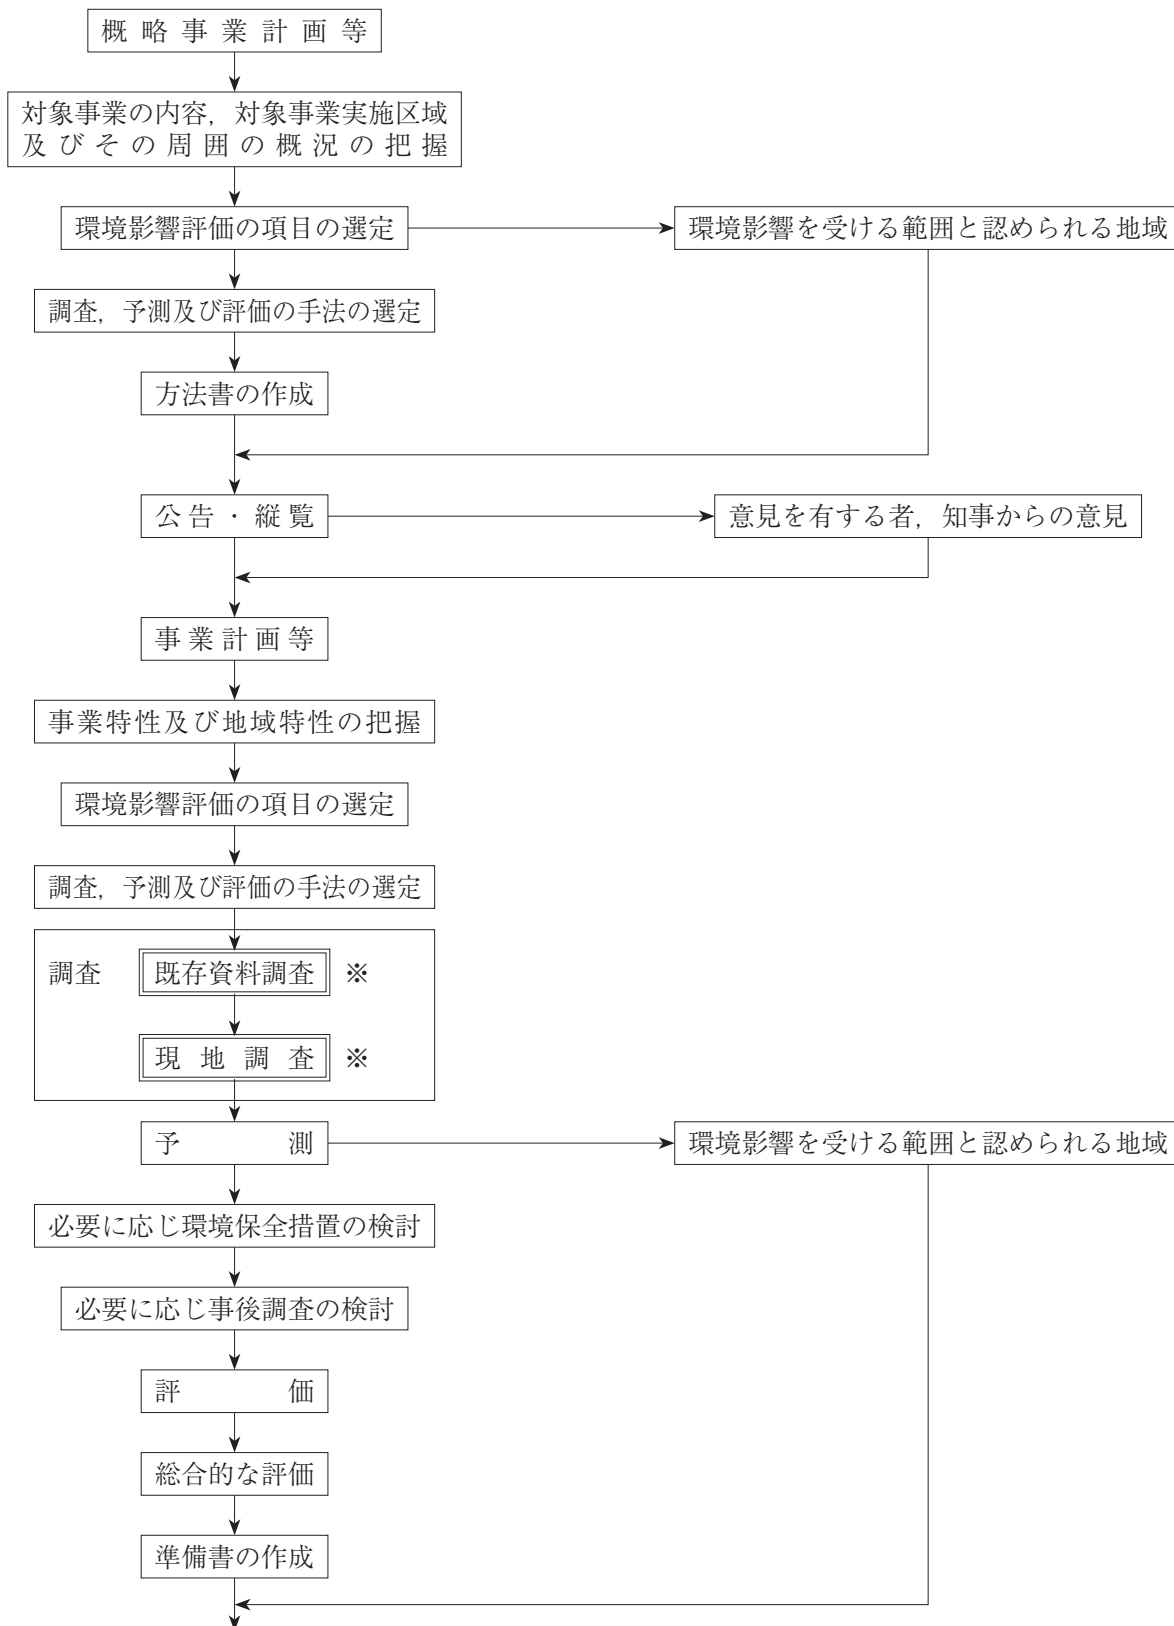 概略事業計画等
対象事業の内容，対象事業実施区域
及びその周囲の概況の把握
環境影響評価の項目の選定
環境影響を受ける範囲と認められる地域
調査，予測及び評価の手法の選定
方法書の作成
公告・縦覧
意見を有する者，知事からの意見
事業計画等
事業特性及び地域特性の把握
環境影響評価の項目の選定
調査，予測及び評価の手法の選定
調査 既存資料調査 ※
現地調査 ※
予測
環境影響を受ける範囲と認められる地域
必要に応じ環境保全措置の検討
必要に応じ事後調査の検討
評価
総合的な評価
準備書の作成